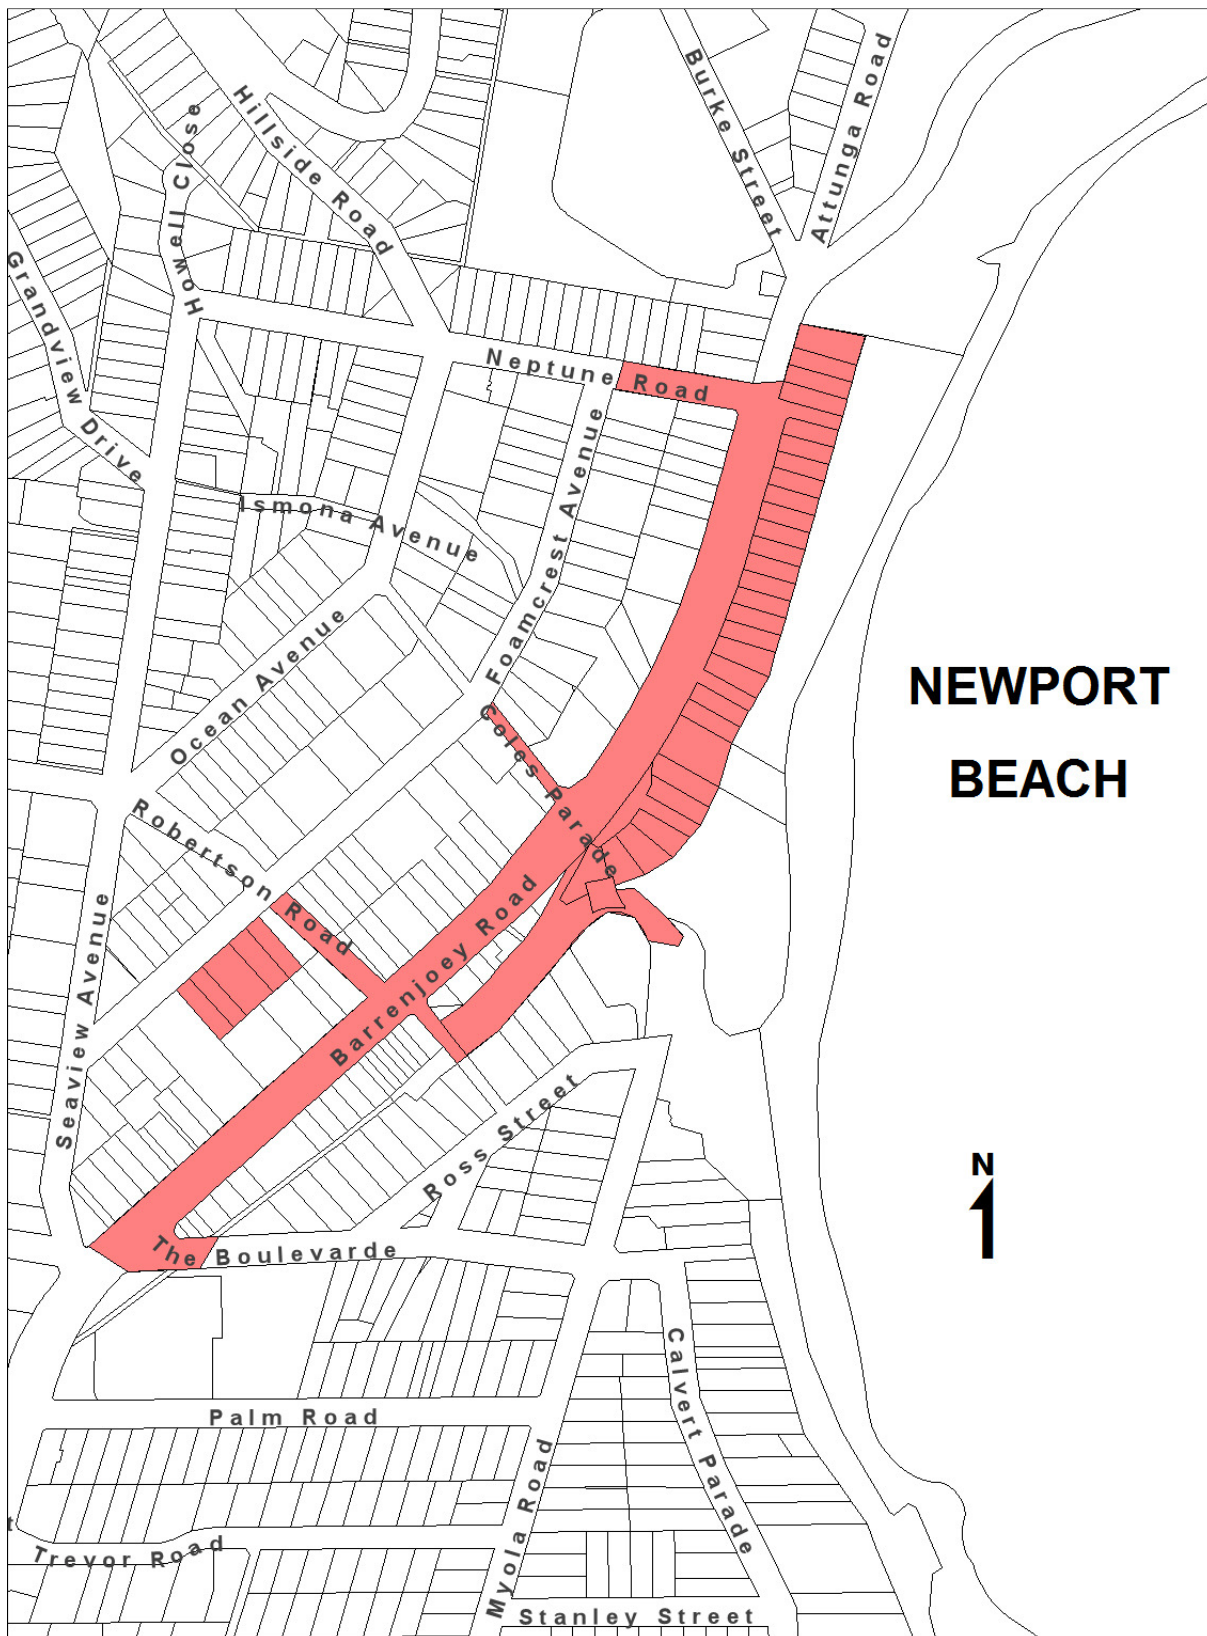 Burke Street
Attunga Road
Hillside Road
Howell Close
Grandview Drive
Neptune Road
Foamcrest Avenue
Ismona Avenue
Ocean Avenue
NEWPORT
BEACH
Coles Parade
Robertson Road
Barrenjoey Road
Seaview Avenue
Ross Street
N
The Boulevarde
Calvert Parade
Palm Road
Myola Road
t
Trevor Road
Stanley Street